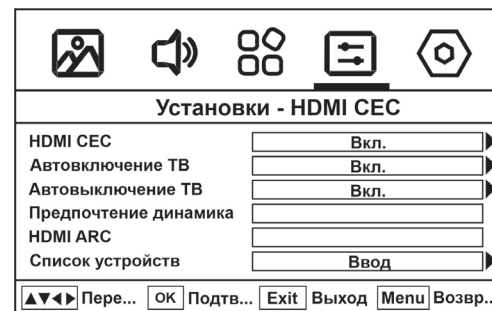 Установки - HDMI CEC
HDMI CEC Вкл.
Автовключение ТВ Вкл.
Автовыключение ТВ Вкл.
Предпочтение динамика
HDMI ARC
Список устройств Ввод
▲▼◀▶ Пере... OK Подтв... Exit Выход Menu Возвр...